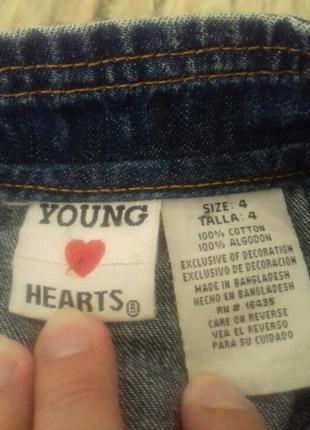 YOUNG
HEARTS®
SIZE: 4
TALLA: 4
100% COTTON
100% ALGODON
EXCLUSIVE OF DECORATION
EXCLUSIVO DE DECORACION
MADE IN BANGLADESH
HECHO EN BANGLADESH
RN # 16435
CARE ON REVERSE
VEA EL REVERSO
PARA SU CUIDADO